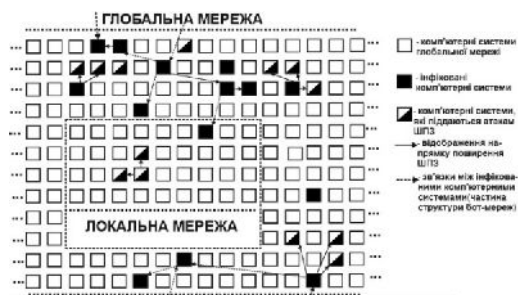 ГЛОБАЛЬНА МЕРЕЖА
ЛОКАЛЬНА МЕРЕЖА
- комп'ютерні системи
глобальної мережі
- інфіковані
комп'ютерні системи
- комп'ютерні системи,
які піддаються атакам
ШПЗ
- відображення на-
прямку поширення
ШПЗ
- зв'язки між інфікова-
ними комп'ютерними
системами(частина
структури бот-мереж)